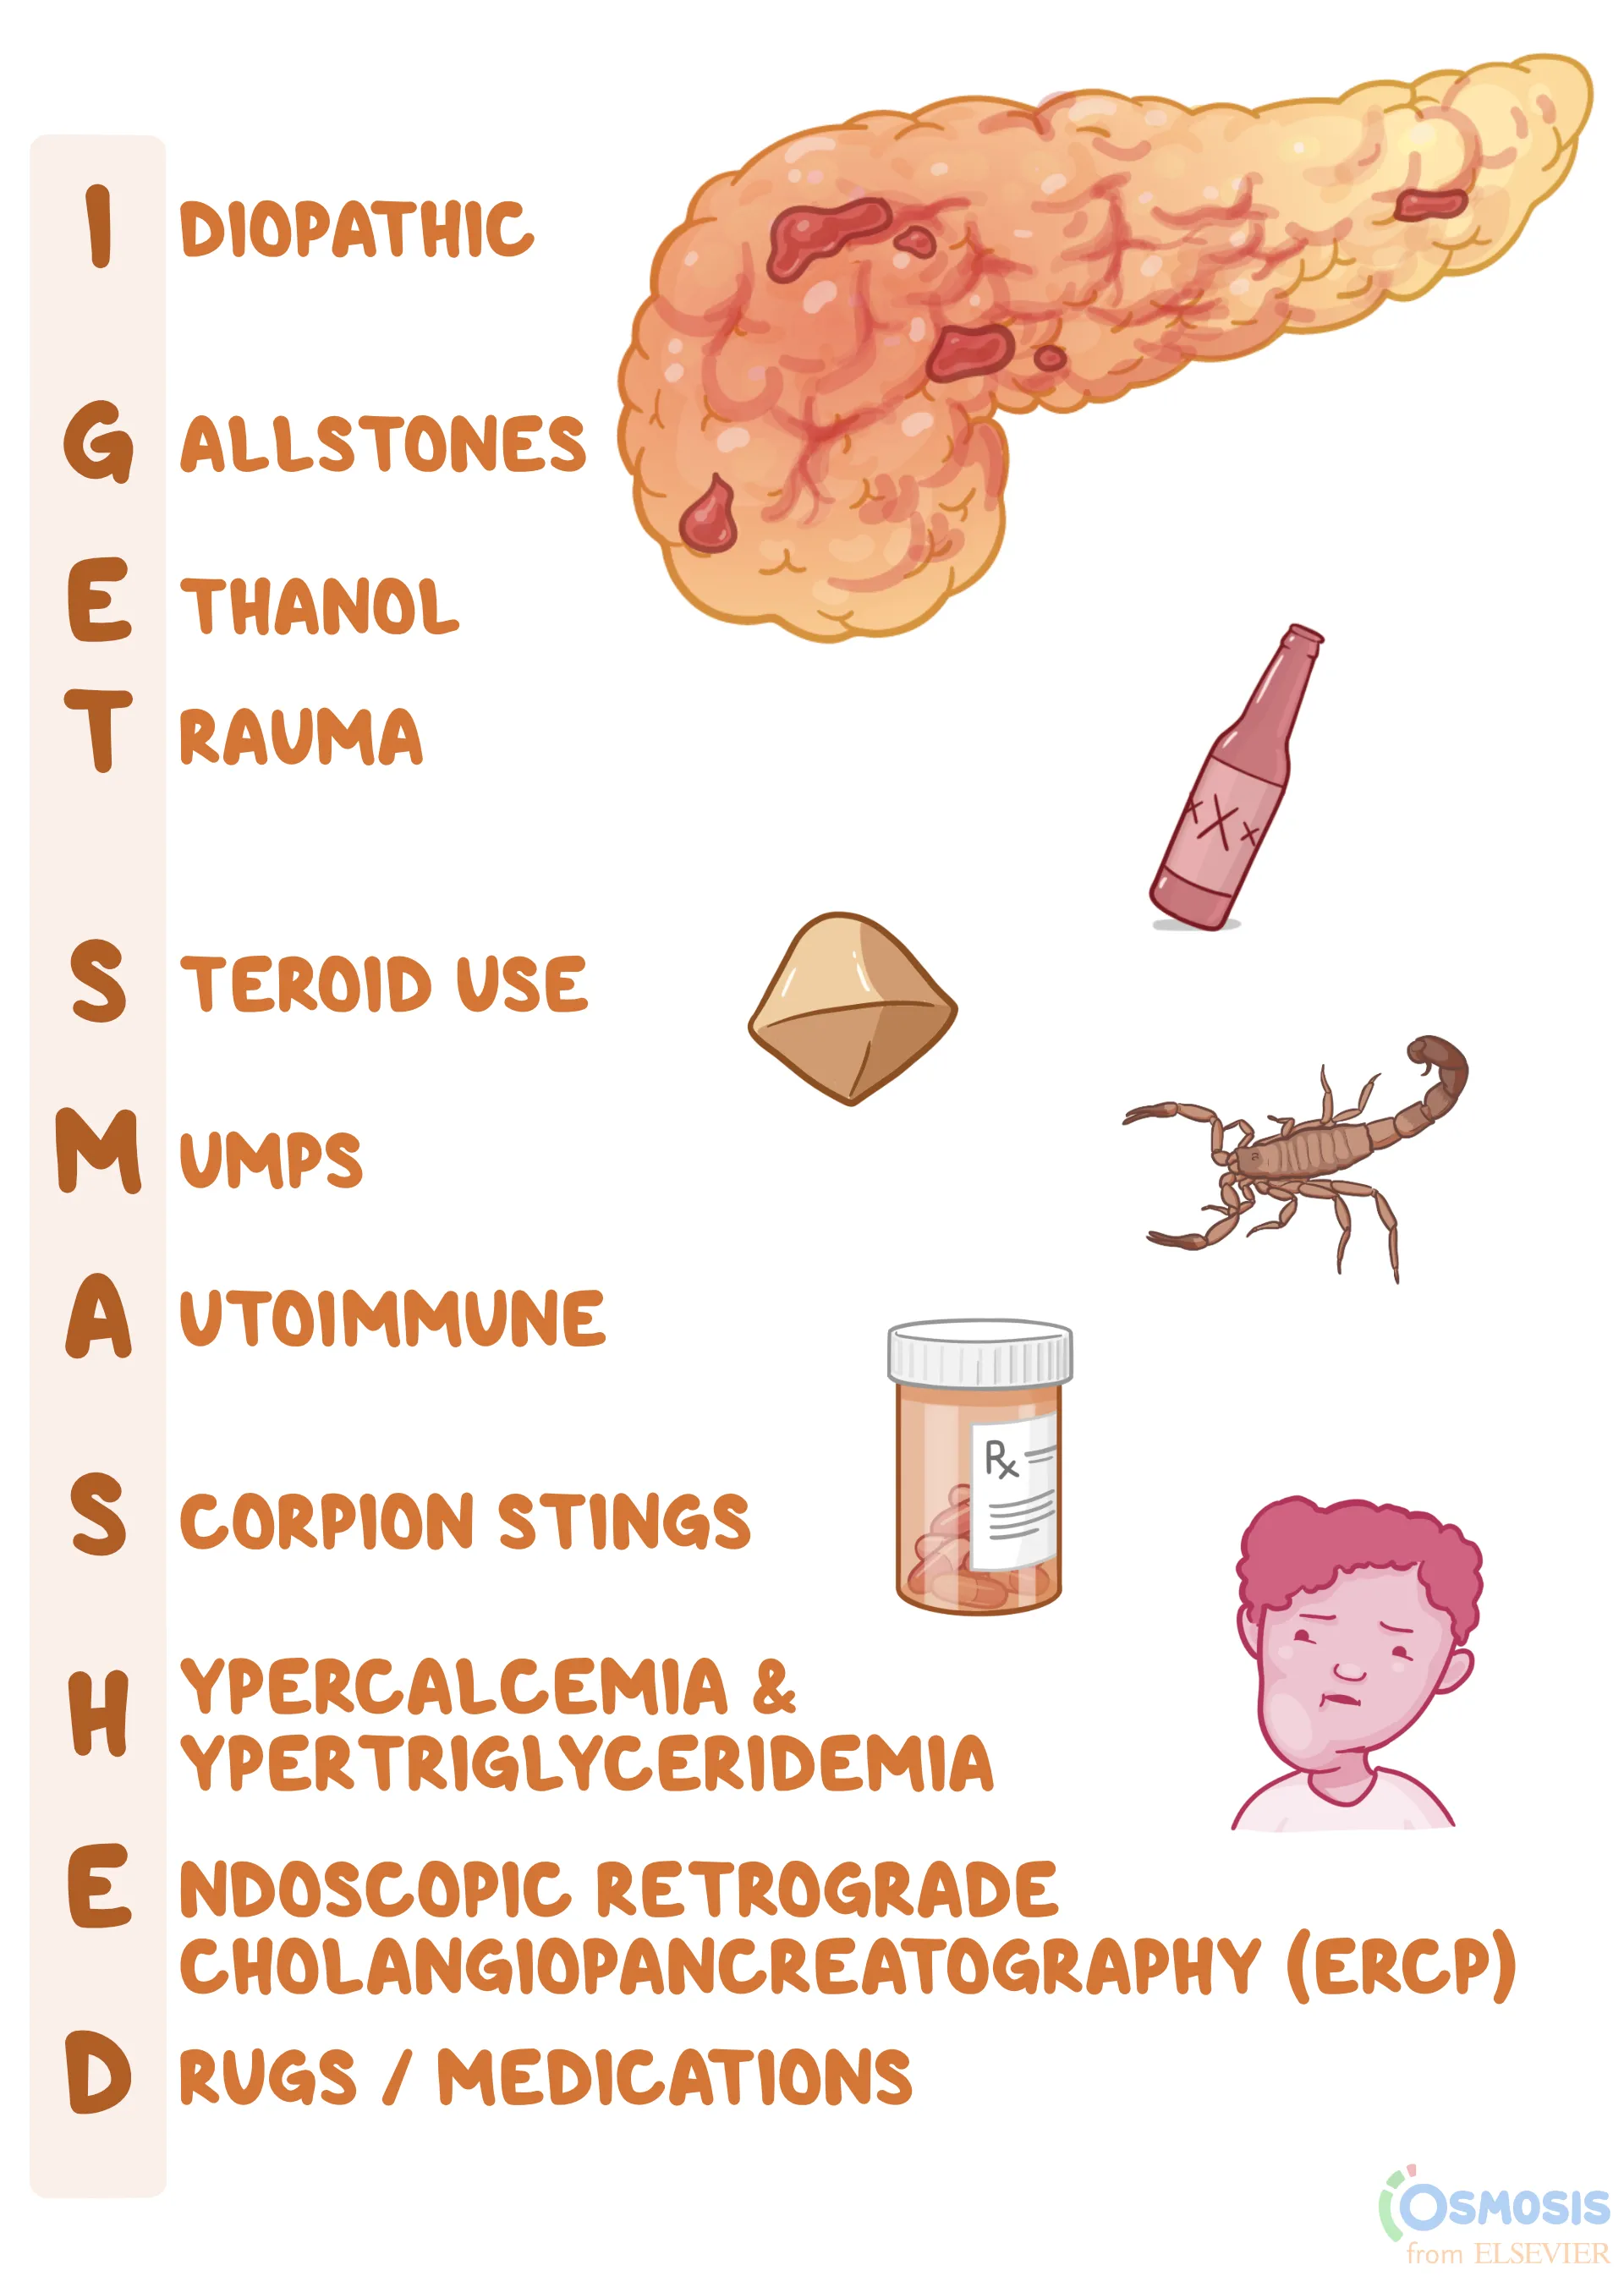 I DIOPATHIC
G ALLSTONES
E THANOL
T RAUMA
S TEROID USE
M UMPS
A UTOIMMUNE
S CORPION STINGS
H YPERCALCEMIA &
YPERTRIGLYCERIDEMIA
E NDOSCOPIC RETROGRADE
CHOLANGIOPANCREATOGRAPHY (ERCP)
D RUGS / MEDICATIONS
XXX
Rx
OSMOSIS
from ELSEVIER